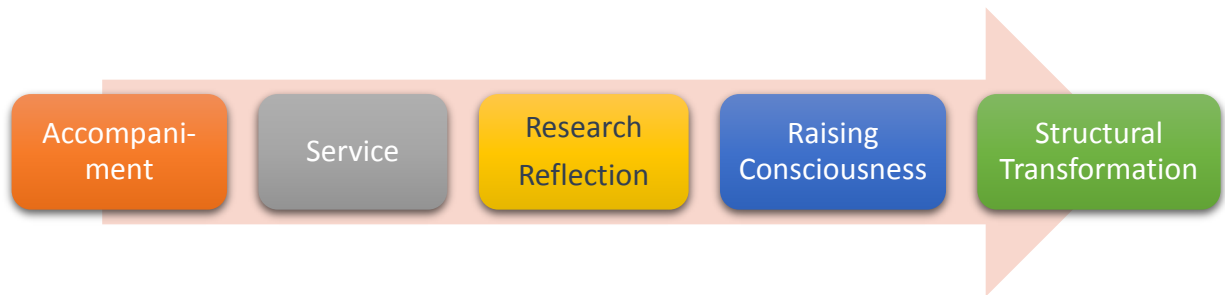 Accompani-
ment
Service
Research
Reflection
Raising
Consciousness
Structural
Transformation